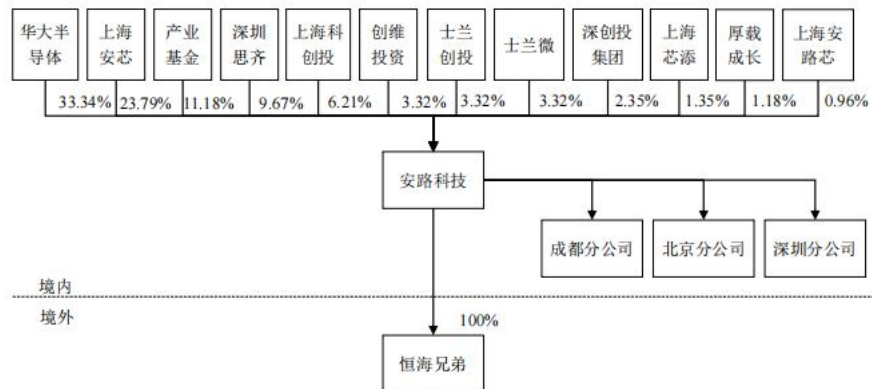 华大半 上海 产业 深圳 上海科 创维 士兰 士兰微 深创投 上海 厚载 上海安
导体 安芯 基金 思齐 创投 投资 创投 集团 芯添 成长 路芯
33.34% 23.79% 11.18% 9.67% 6.21% 3.32% 3.32% 3.32% 2.35% 1.35% 1.18% 0.96%
安路科技
成都分公司 北京分公司 深圳分公司
境内
境外
100%
恒海兄弟